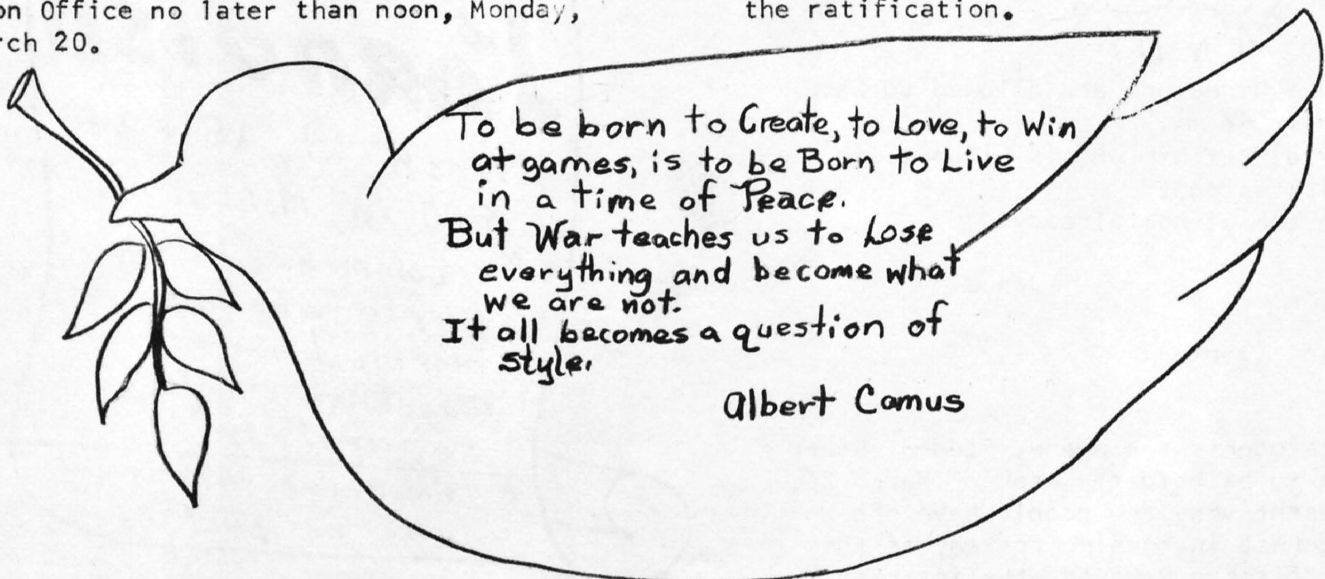 on Office no later than noon, Monday,
rch 20.
the ratification.
To be born to Create, to Love, to Win
at games, is to be Born to Live
in a time of Peace.
But War teaches us to Lose
everything and become what
we are not.
It all becomes a question of
style.
Albert Camus